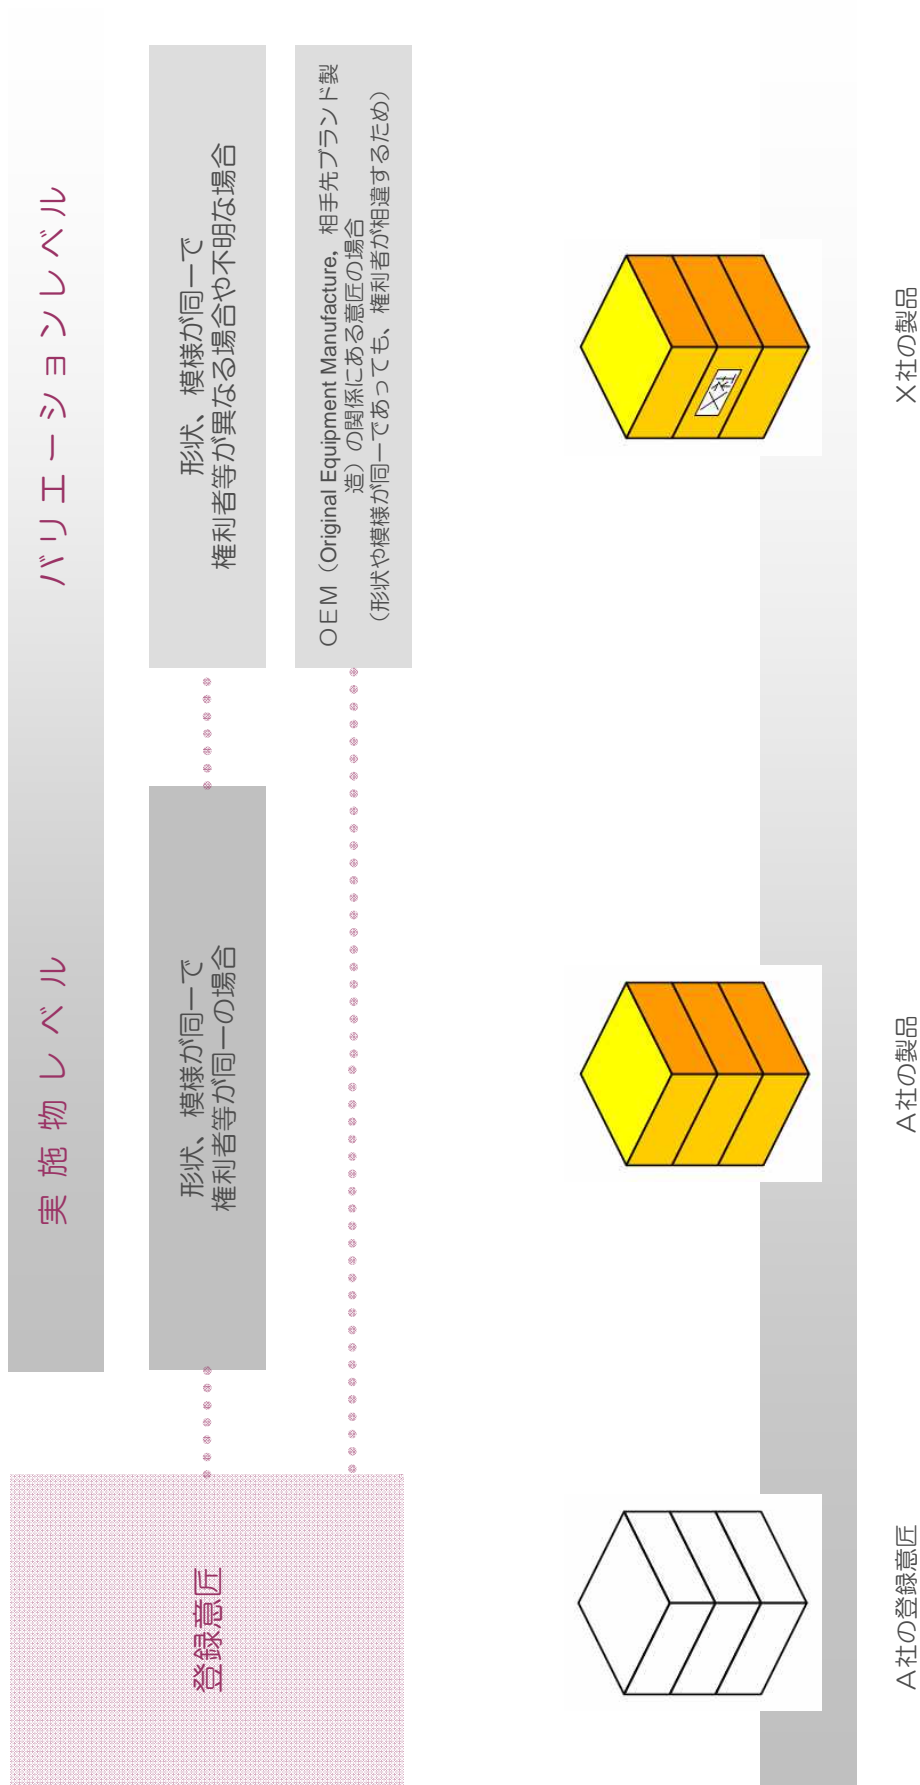 実施物レベル
バリエーションレベル
登録意匠
形状、模様が同一で
権利者等が同一の場合
形状、模様が同一で
権利者等が異なる場合や不明な場合
OEM（Original Equipment Manufacture, 相手先ブランド製
造）の関係にある意匠の場合
（形状や模様が同一であっても、権利者が相違するため）
X社
A社の登録意匠
A社の製品
X社の製品